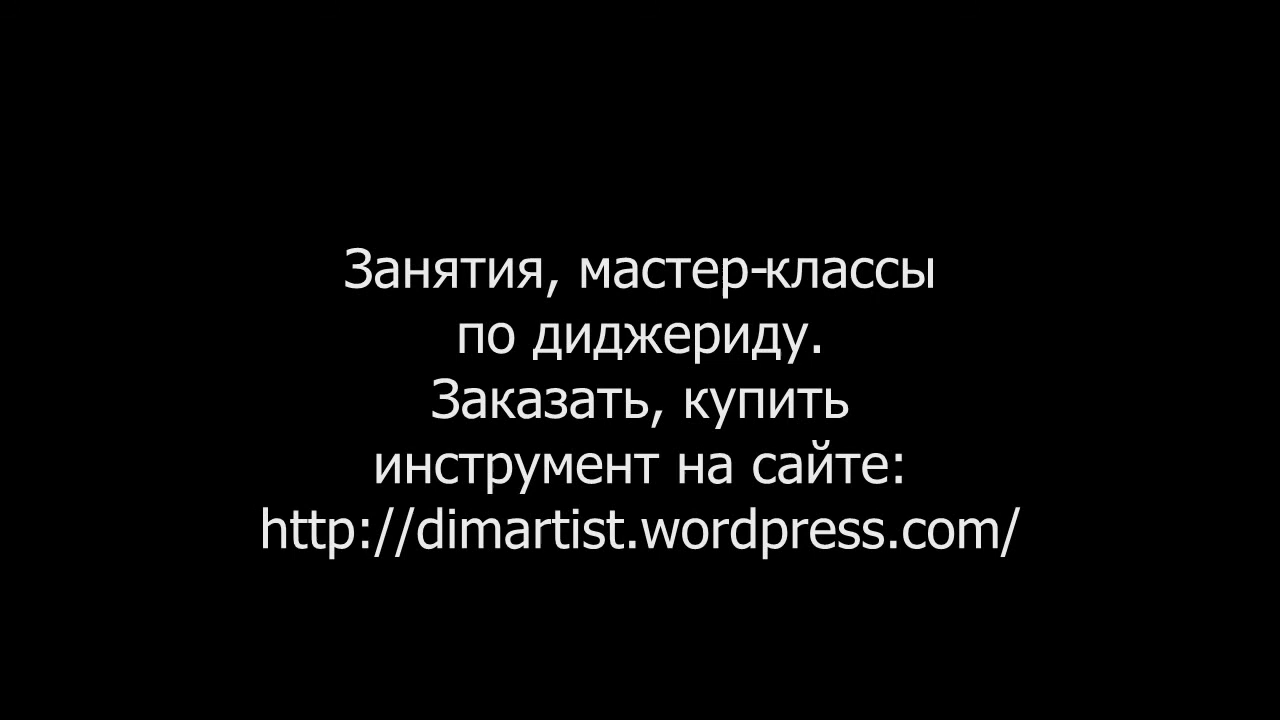 Занятия, мастер-классы
по диджериду.
Заказать, купить
инструмент на сайте:
http://dimartist.wordpress.com/